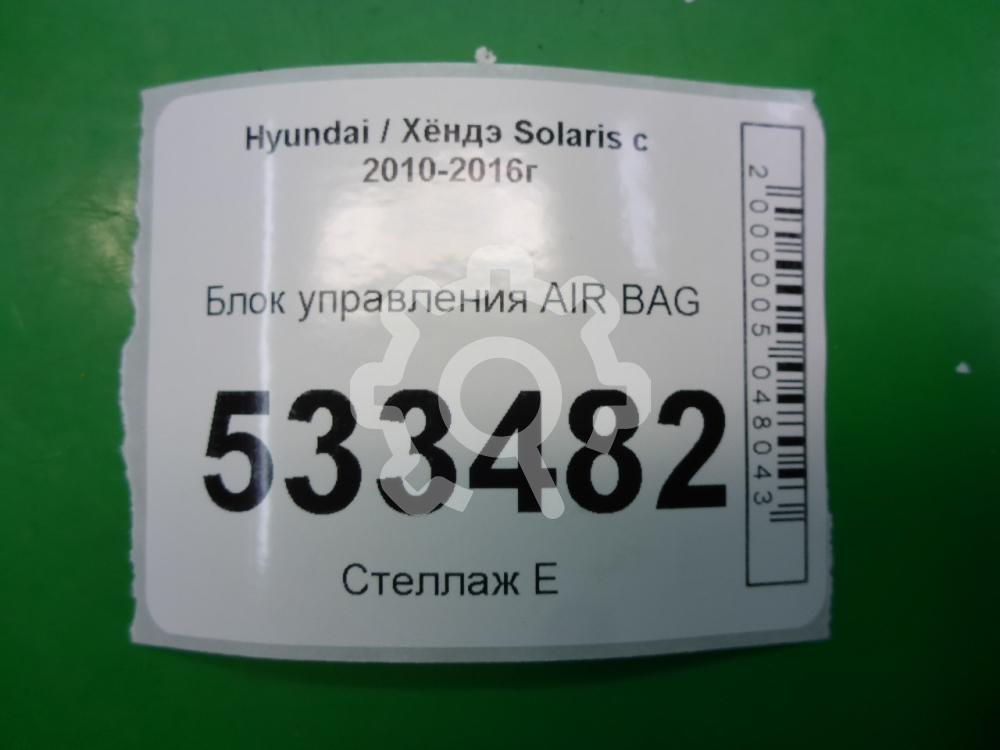 Hyundai / Хёндэ Solaris с
2010-2016г
Блок управления AIR BAG
533482
Стеллаж Е
2000005048043